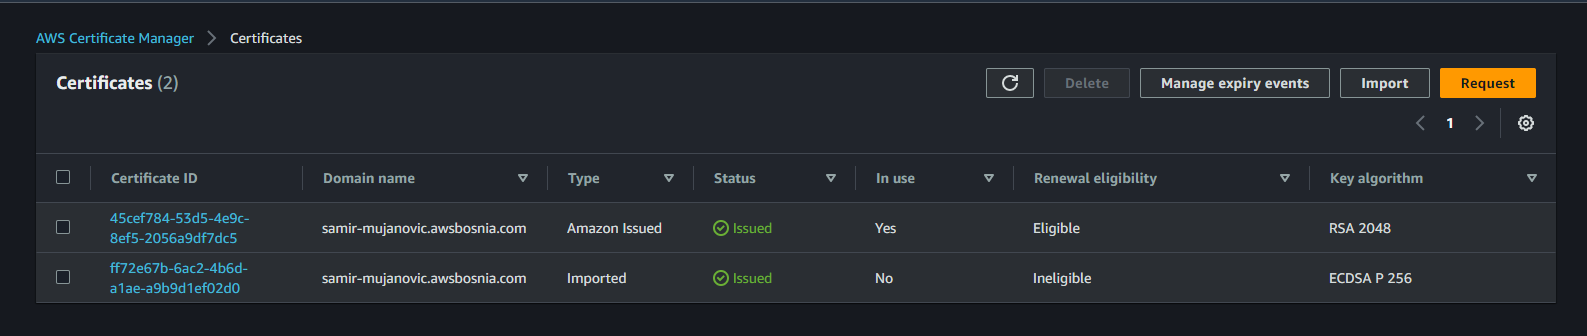 AWS Certificate Manager Certificates
Certificates (2) Delete Manage expiry events Import Request
1
Certificate ID Domain name Type Status In use Renewal eligibility Key algorithm
45cef784-53d5-4e9c-
8ef5-2056a9df7dc5 samir-mujanovic.awsbosnia.com Amazon Issued Issued Yes Eligible RSA 2048
ff72e67b-6ac2-4b6d-
a1ae-a9b9d1ef02d0 samir-mujanovic.awsbosnia.com Imported Issued No Ineligible ECDSA P 256